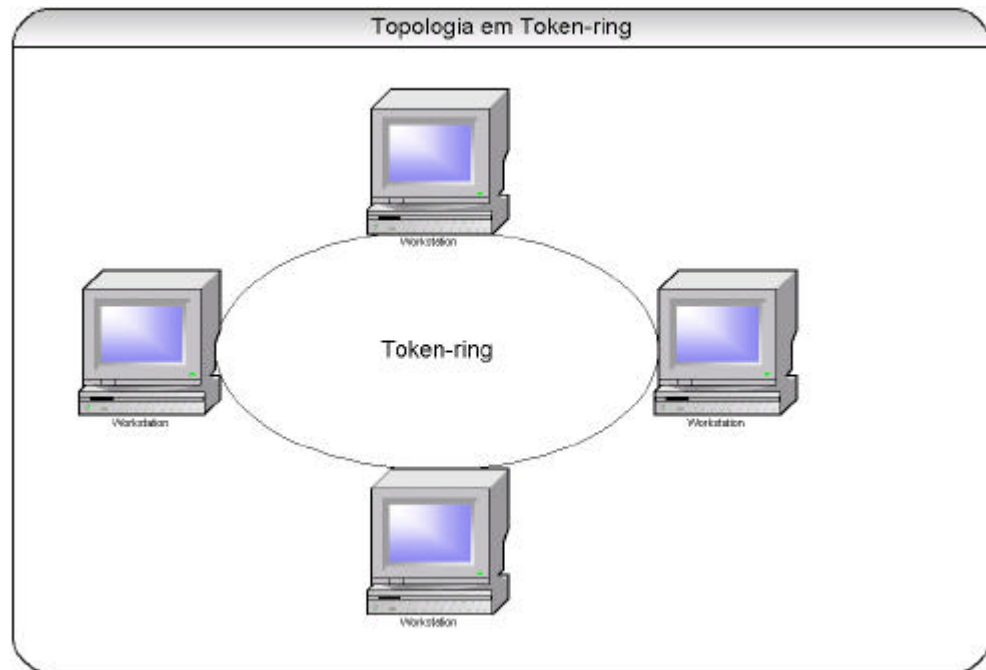 Topologia em Token-ring
Workstation
Workstation
Token-ring
Workstation
Workstation